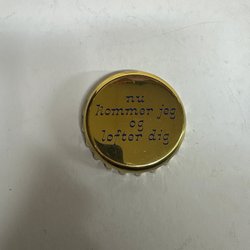 nu
kommer jeg
og
løfter dig